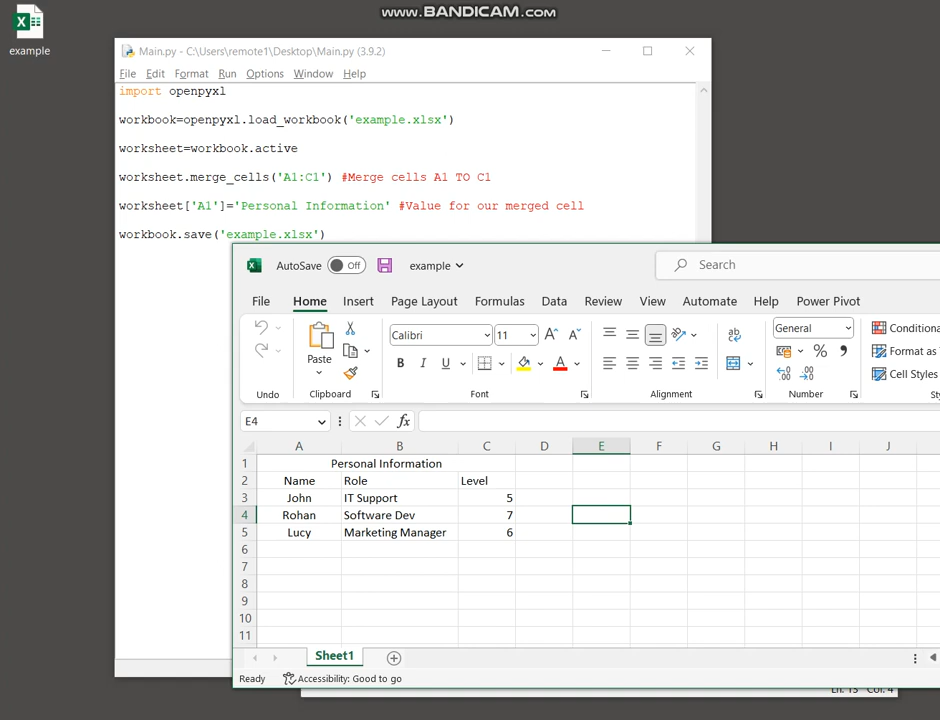 www.BANDICAM.com
example
Main.py - C:\Users\remote1\Desktop\Main.py (3.9.2)
File Edit Format Run Options Window Help
import openpyxl
workbook=openpyxl.load_workbook('example.xlsx')
worksheet=workbook.active
worksheet.merge_cells('A1:C1') #Merge cells A1 TO C1
worksheet['A1']='Personal Information' #Value for our merged cell
workbook.save('example.xlsx')
AutoSave Off example Search
File Home Insert Page Layout Formulas Data Review View Automate Help Power Pivot
Paste
Calibri 11
B I U A
ab
General
% 9
Conditiona
Format as
Cell Styles
Undo Clipboard Font Alignment Number
E4 fx
A B C D E F G H I J
1 Personal Information
2 Name Role Level
3 John IT Support 5
4 Rohan Software Dev 7
5 Lucy Marketing Manager 6
6
7
8
9
10
11
Sheet1
Ready Accessibility: Good to go
Ln: 15 Col: 4